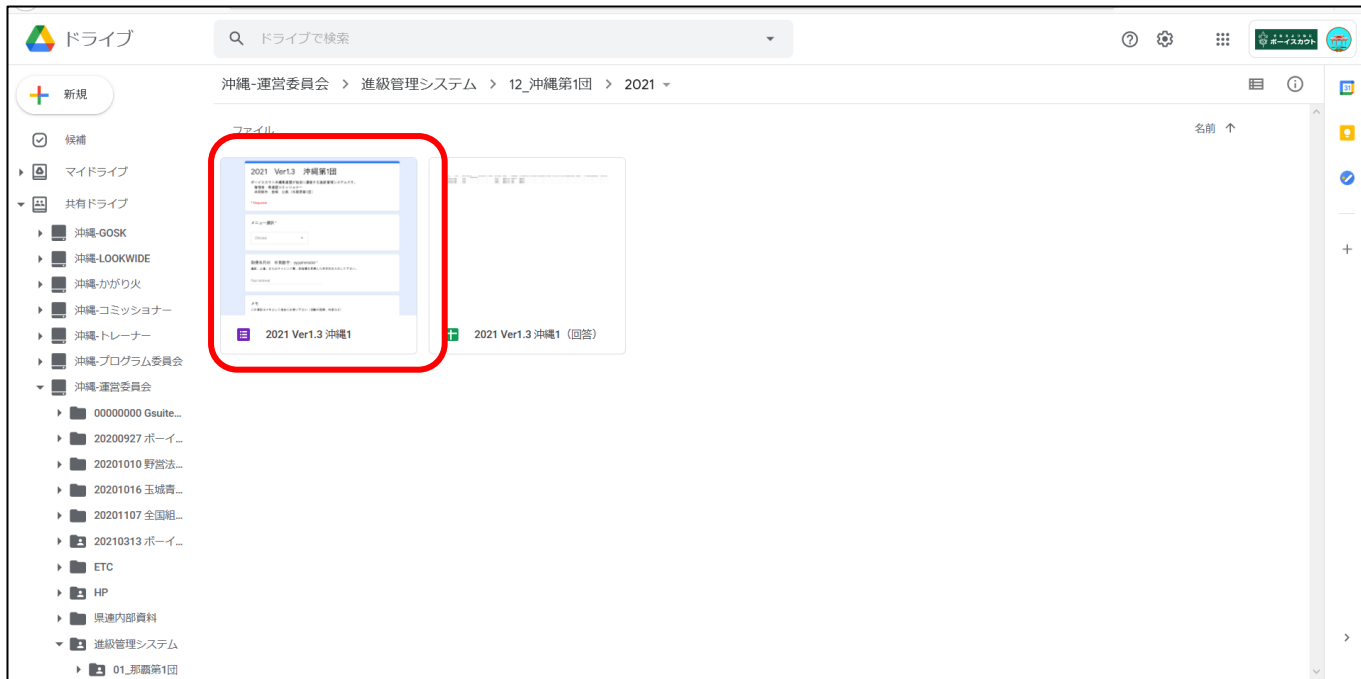 ドライブ
ドライブで検索
ボーイスカウト
新規
沖縄-運営委員会 > 進級管理システム > 12_沖縄第1団 > 2021
31
候補
ファイル
名前
マイドライブ
共有ドライブ
沖縄-GOSK
沖縄-LOOKWIDE
沖縄-かがり火
沖縄-コミッショナー
沖縄-トレーナー
沖縄-プログラム委員会
沖縄-運営委員会
00000000 Gsuite...
20200927 ボーイ...
20201010 野営法...
20201016 玉城青...
20201107 全国組...
20210313 ボーイ...
ETC
HP
県連内部資料
進級管理システム
01_那覇第1団
2021 Ver1.3 沖縄第1団
*Required
メニュー選択 *
Choose
メモ
2021 Ver1.3 沖縄1
2021 Ver1.3 沖縄1（回答）